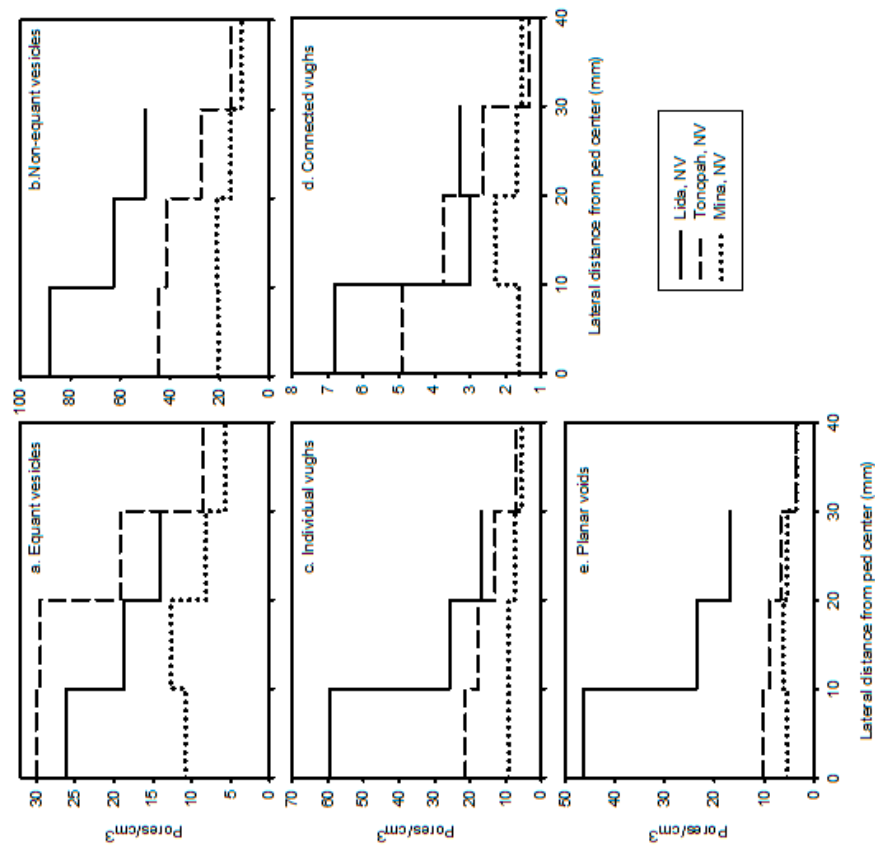 a. Equant vesicles
30
25
20
15
10
5
0
Pores/cm3
b.Non-equant vesicles
100
80
60
40
20
0
c. Individual vughs
70
60
50
40
30
20
10
0
Pores/cm3
d. Connected vughs
8
7
6
5
4
3
2
1
0 10 20 30 40
Lateral distance from ped center (mm)
e. Planar voids
50
40
30
20
10
0
Pores/cm3
0 10 20 30 40
Lateral distance from ped center (mm)
Lida, NV
Tonopah, NV
Mina, NV